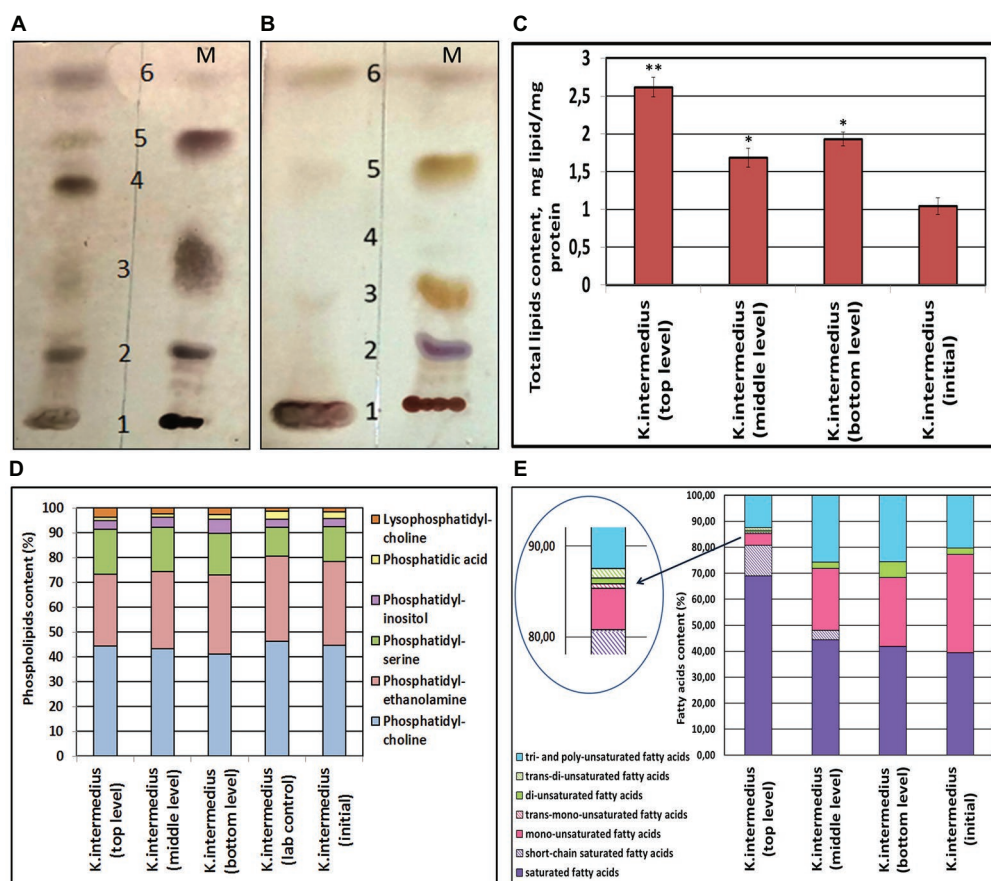 A
M
6
5
4
3
2
1
B
M
6
5
4
3
2
1
C
Total lipids content, mg lipid/mg
protein
3
2,5
2
1,5
1
0,5
0
**
*
*
K.intermedius
(top level)
K.intermedius
(middle level)
K.intermedius
(bottom level)
K.intermedius
(initial)
D
Phospholipids content (%)
100
90
80
70
60
50
40
30
20
10
0
K.intermedius
(top level)
K.intermedius
(middle level)
K.intermedius
(bottom level)
K.intermedius
(lab control)
K.intermedius
(initial)
Lysophosphatidyl-
choline
Phosphatidic acid
Phosphatidyl-
inositol
Phosphatidyl-
serine
Phosphatidyl-
ethanolamine
Phosphatidyl-
choline
E
90,00
80,00
tri- and poly-unsaturated fatty acids
trans-di-unsaturated fatty acids
di-unsaturated fatty acids
trans-mono-unsaturated fatty acids
mono-unsaturated fatty acids
short-chain saturated fatty acids
saturated fatty acids
Fatty acids content (%)
100,00
90,00
80,00
70,00
60,00
50,00
40,00
30,00
20,00
10,00
0,00
K.intermedius
(top level)
K.intermedius
(middle level)
K.intermedius
(bottom level)
K.intermedius
(initial)